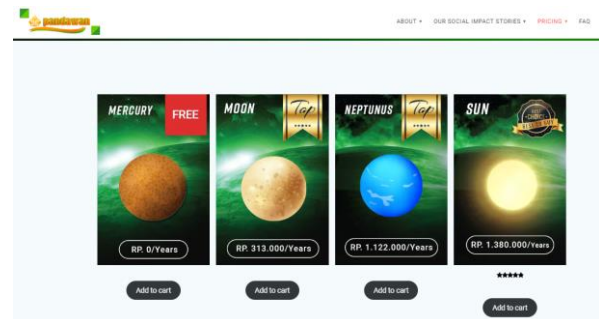 pandawan
ABOUT
OUR SOCIAL IMPACT STORIES
PRICING
FAQ
MERCURY
FREE
RP. 0/Years
Add to cart
MOON
Top
RP. 313.000/Years
Add to cart
NEPTUNUS
Top
RP. 1.122.000/Years
Add to cart
SUN
CHOICE
RP. 1.380.000/Years
Add to cart